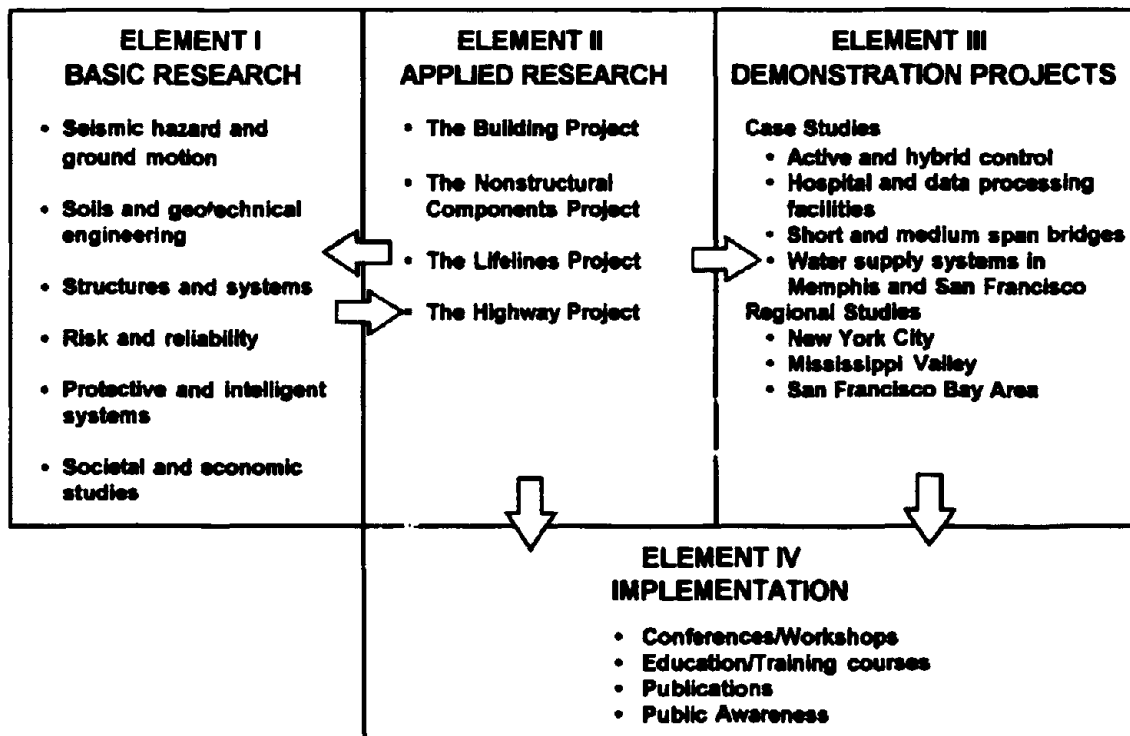 ELEMENT I
BASIC RESEARCH
• Seismic hazard and
ground motion
• Soils and geotechnical
engineering
• Structures and systems
• Risk and reliability
• Protective and intelligent
systems
• Societal and economic
studies
ELEMENT II
APPLIED RESEARCH
• The Building Project
• The Nonstructural
Components Project
• The Lifelines Project
• The Highway Project
ELEMENT III
DEMONSTRATION PROJECTS
Case Studies
• Active and hybrid control
• Hospital and data processing
facilities
• Short and medium span bridges
• Water supply systems in
Memphis and San Francisco
Regional Studies
• New York City
• Mississippi Valley
• San Francisco Bay Area
ELEMENT IV
IMPLEMENTATION
• Conferences/Workshops
• Education/Training courses
• Publications
• Public Awareness